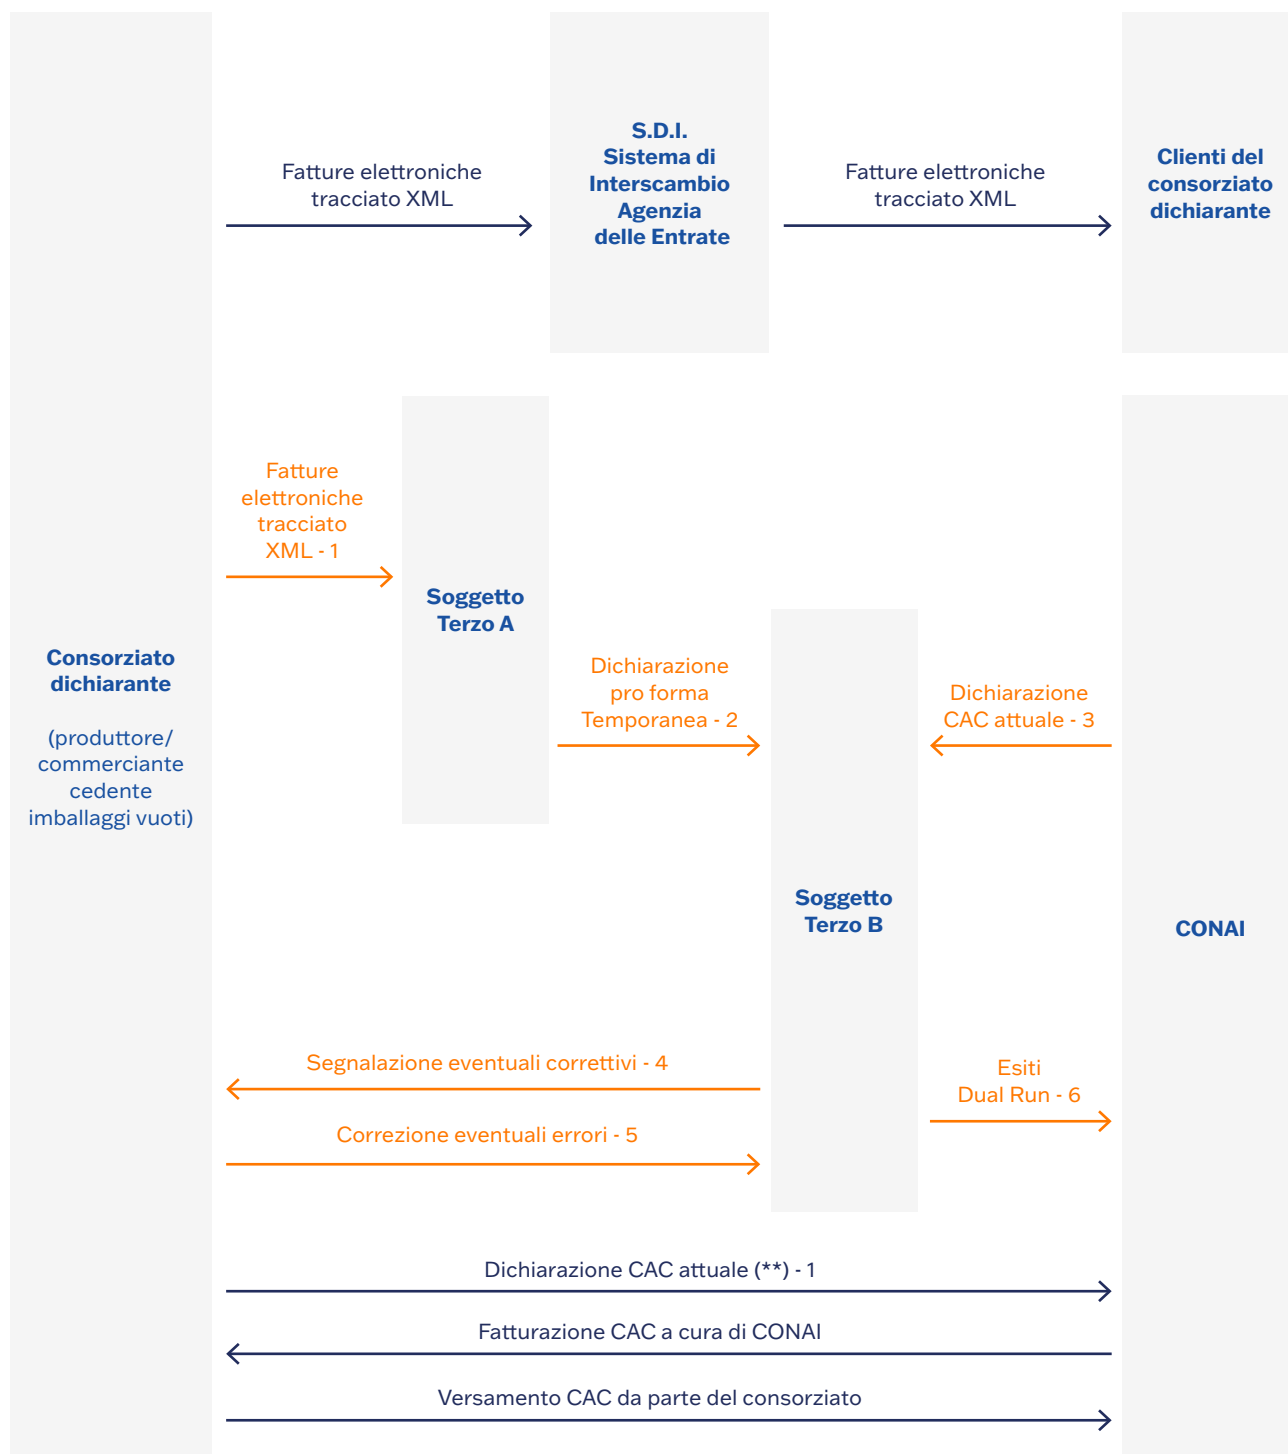 Fatture elettroniche
tracciato XML
S.D.I.
Sistema di
Interscambio
Agenzia
delle Entrate
Fatture elettroniche
tracciato XML
Clienti del
consorziato
dichiarante
Fatture
elettroniche
tracciato
XML - 1
Soggetto
Terzo A
Consorziato
dichiarante
(produttore/
commerciante
cedente
imballaggi vuoti)
Dichiarazione
pro forma
Temporanea - 2
Dichiarazione
CAC attuale - 3
Soggetto
Terzo B
CONAI
Segnalazione eventuali correttivi - 4
Esiti
Dual Run - 6
Correzione eventuali errori - 5
Dichiarazione CAC attuale (**) - 1
Fatturazione CAC a cura di CONAI
Versamento CAC da parte del consorziato